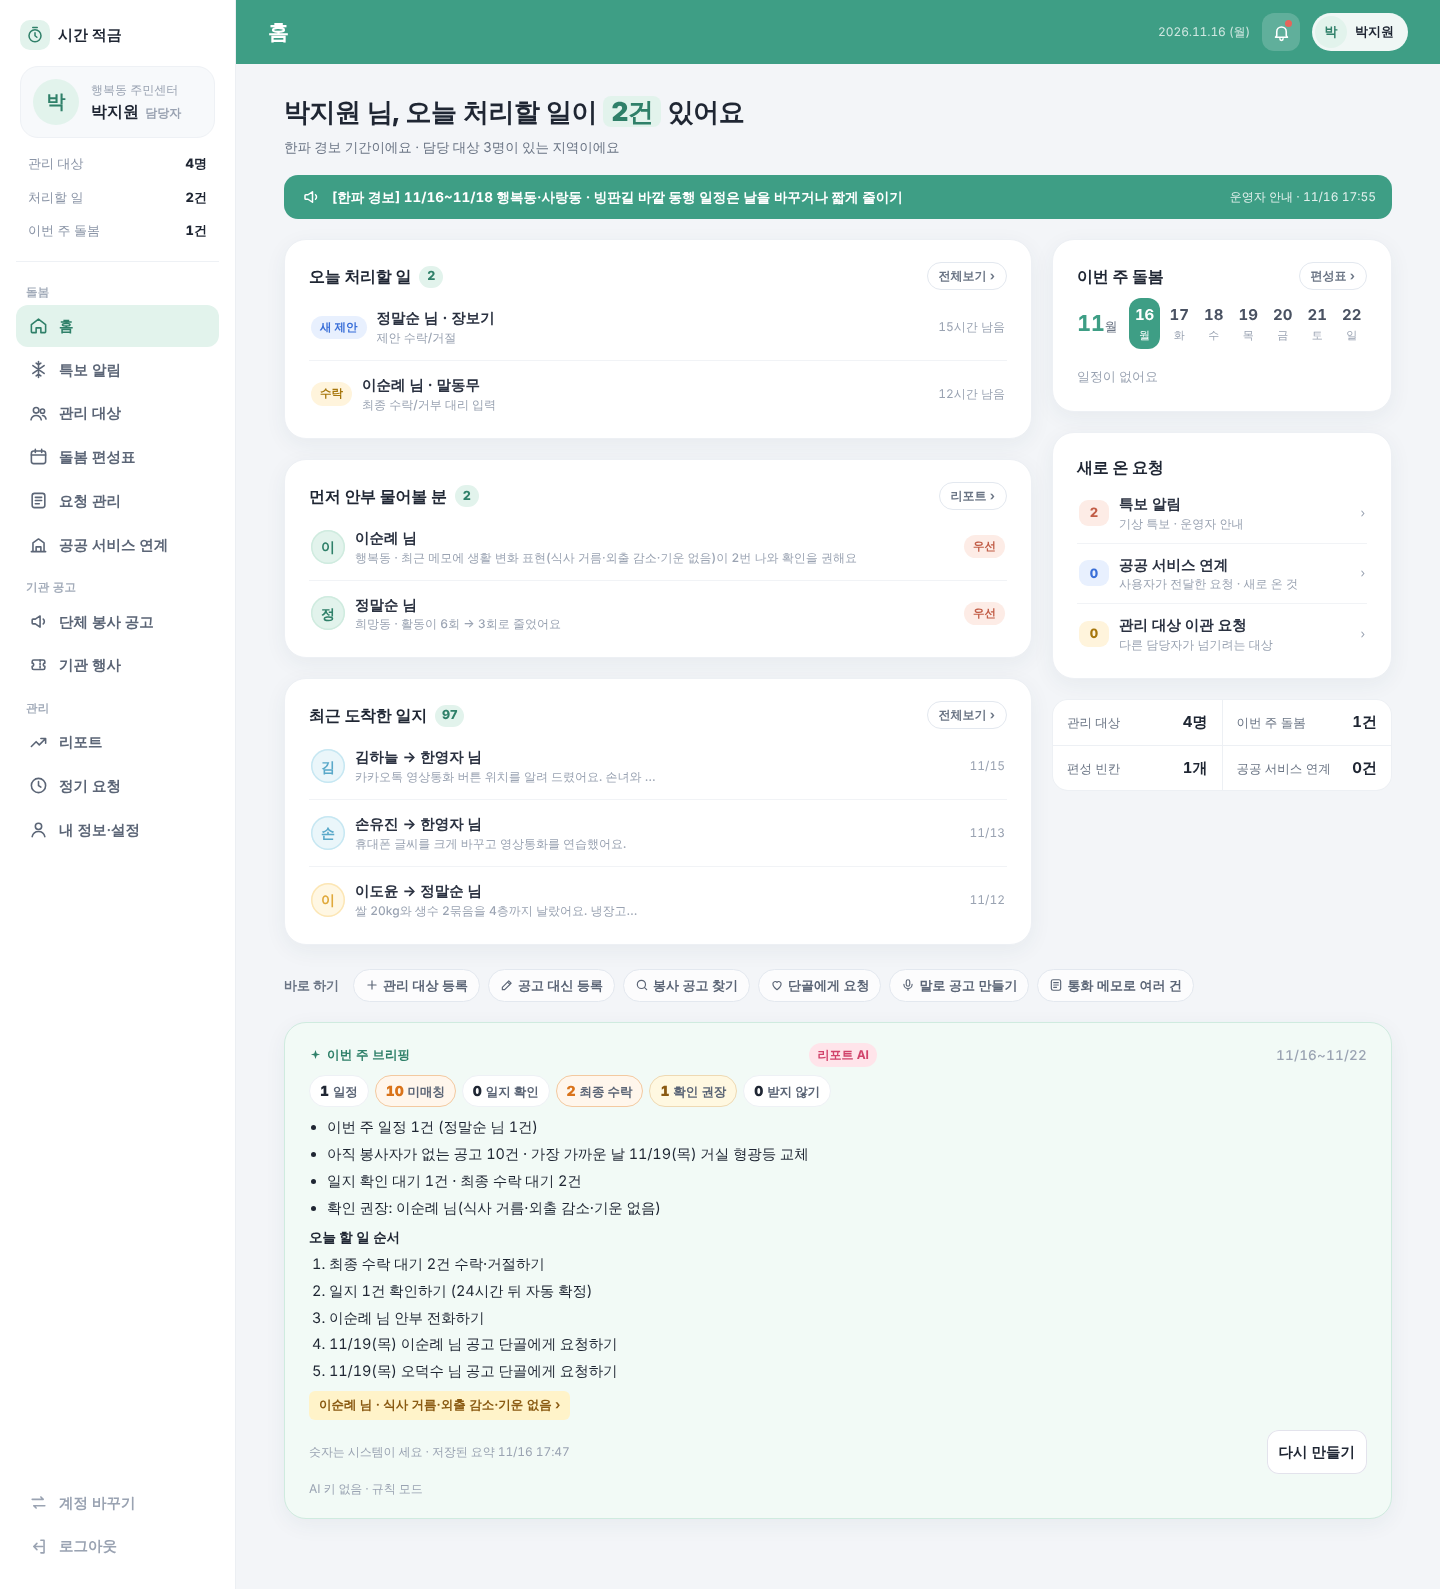 시간 적금
박
행복동 주민센터
박지원 담당자
관리 대상 4명
처리할 일 2건
이번 주 돌봄 1건
돌봄
홈
특보 알림
관리 대상
돌봄 편성표
요청 관리
공공 서비스 연계
기관 공고
단체 봉사 공고
기관 행사
관리
리포트
정기 요청
내 정보·설정
계정 바꾸기
로그아웃
홈
2026.11.16 (월)
박 박지원
박지원 님, 오늘 처리할 일이 2건 있어요
한파 경보 기간이에요 · 담당 대상 3명이 있는 지역이에요
[한파 경보] 11/16~11/18 행복동·사랑동 · 빙판길 바깥 동행 일정은 날을 바꾸거나 짧게 줄이기
운영자 안내 · 11/16 17:55
오늘 처리할 일 2
전체보기 ›
새 제안
정말순 님 · 장보기
제안 수락/거절
15시간 남음
수락
이순례 님 · 말동무
최종 수락/거부 대리 입력
12시간 남음
먼저 안부 물어볼 분 2
리포트 ›
이
이순례 님
행복동 · 최근 메모에 생활 변화 표현(식사 거름·외출 감소·기운 없음)이 2번 나와 확인을 권해요
우선
정
정말순 님
희망동 · 활동이 6회 → 3회로 줄었어요
우선
최근 도착한 일지 97
전체보기 ›
김
김하늘 → 한영자 님
카카오톡 영상통화 버튼 위치를 알려 드렸어요. 손녀와 ...
11/15
손
손유진 → 한영자 님
휴대폰 글씨를 크게 바꾸고 영상통화를 연습했어요.
11/13
이
이도윤 → 정말순 님
쌀 20kg와 생수 2묶음을 4층까지 날랐어요. 냉장고...
11/12
이번 주 돌봄
편성표 ›
11월
16 17 18 19 20 21 22
월 화 수 목 금 토 일
일정이 없어요
새로 온 요청
2
특보 알림
기상 특보 · 운영자 안내
›
0
공공 서비스 연계
사용자가 전달한 요청 · 새로 온 것
›
0
관리 대상 이관 요청
다른 담당자가 넘기려는 대상
›
관리 대상 4명
이번 주 돌봄 1건
편성 빈칸 1개
공공 서비스 연계 0건
바로 하기
관리 대상 등록
공고 대신 등록
봉사 공고 찾기
단골에게 요청
말로 공고 만들기
통화 메모로 여러 건
이번 주 브리핑
리포트 AI
11/16~11/22
1 일정
10 미매칭
0 일지 확인
2 최종 수락
1 확인 권장
0 받지 않기
• 이번 주 일정 1건 (정말순 님 1건)
• 아직 봉사자가 없는 공고 10건 · 가장 가까운 날 11/19(목) 거실 형광등 교체
• 일지 확인 대기 1건 · 최종 수락 대기 2건
• 확인 권장: 이순례 님(식사 거름·외출 감소·기운 없음)
오늘 할 일 순서
1. 최종 수락 대기 2건 수락·거절하기
2. 일지 1건 확인하기 (24시간 뒤 자동 확정)
3. 이순례 님 안부 전화하기
4. 11/19(목) 이순례 님 공고 단골에게 요청하기
5. 11/19(목) 오덕수 님 공고 단골에게 요청하기
이순례 님 · 식사 거름·외출 감소·기운 없음 ›
숫자는 시스템이 세요 · 저장된 요약 11/16 17:47
다시 만들기
AI 키 없음 · 규칙 모드